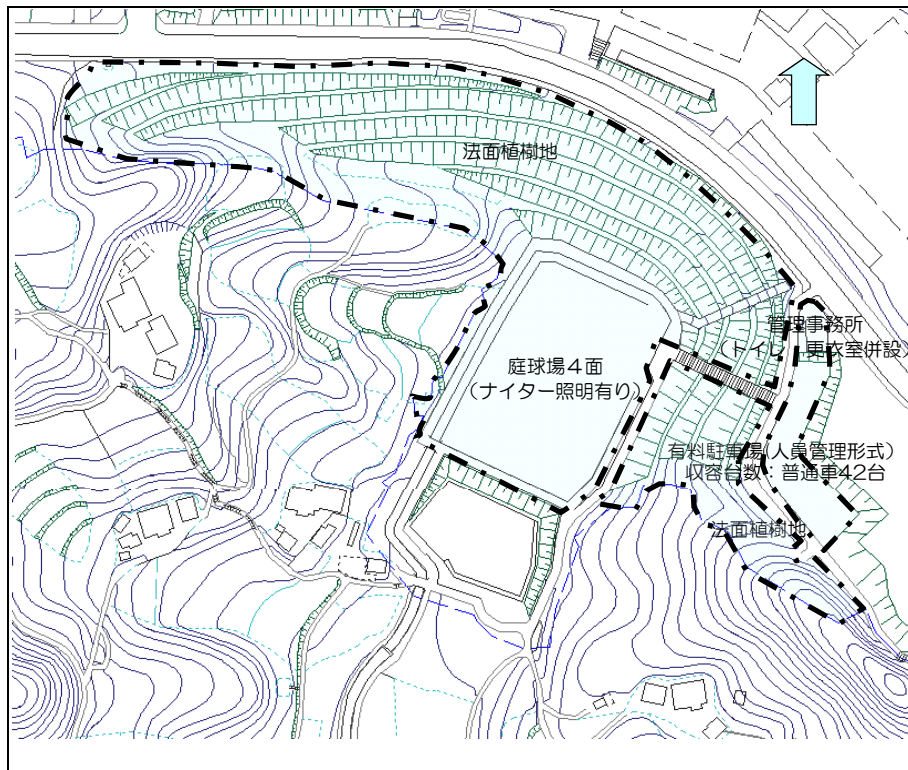 法面植樹地
管理事務所
(トイレ、更衣室併設)
庭球場4面
(ナイター照明有り)
有料駐車場(人員管理形式)
収容台数:普通車42台
法面植樹地